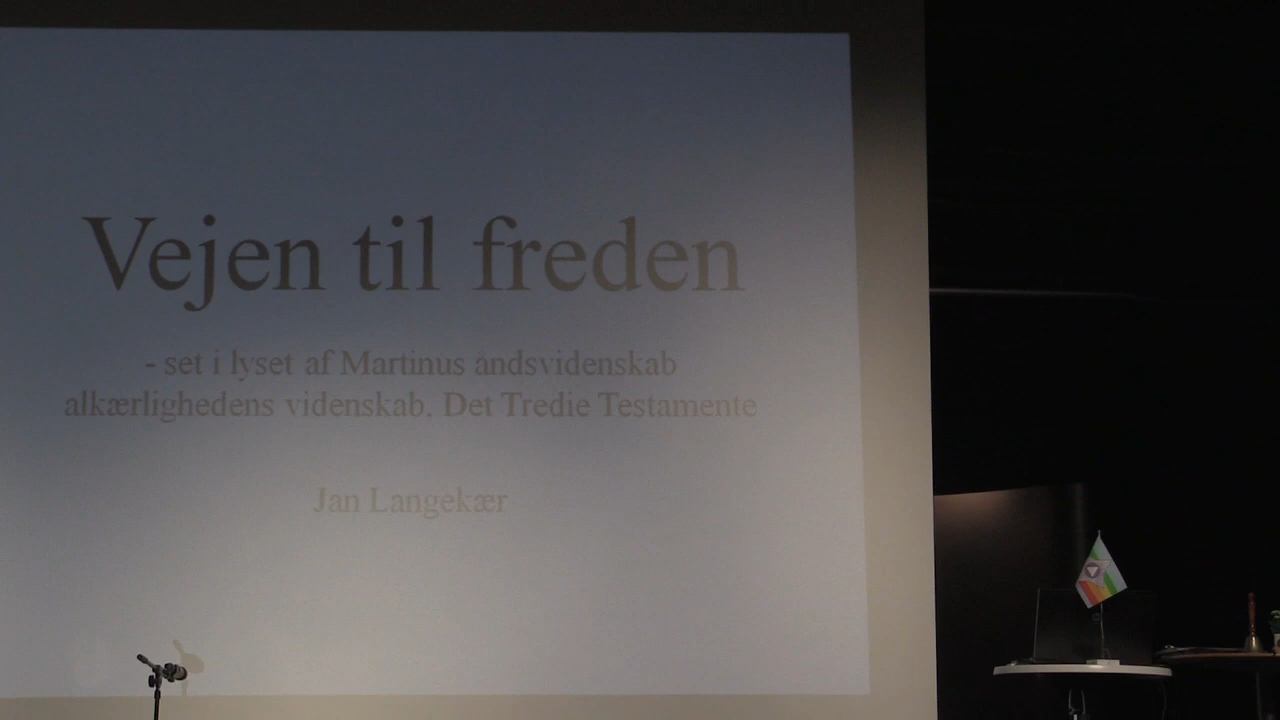 Vejen til freden
- set i lyset af Martinus åndsvidenskab
alkærlighedens videnskab. Det Tredie Testamente
Jan Langekær